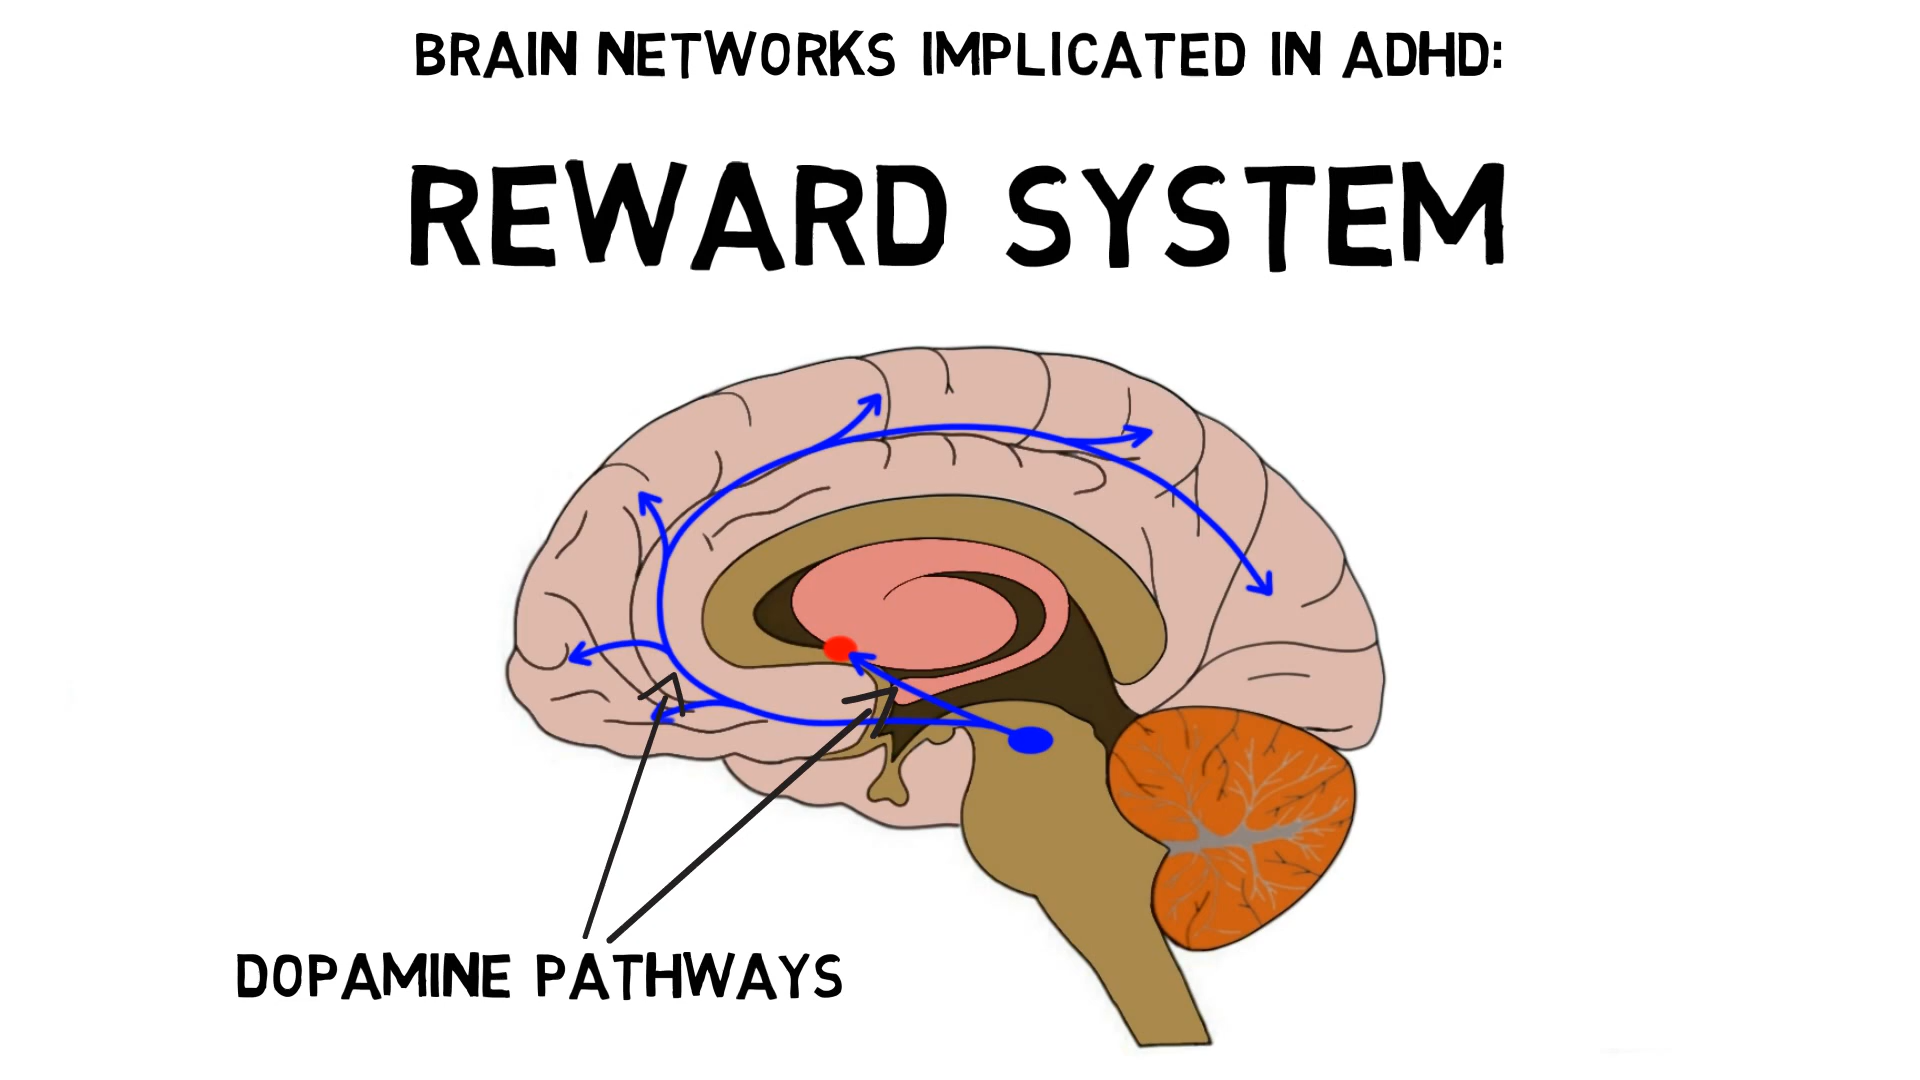 BRAIN NETWORKS IMPLICATED IN ADHD:
REWARD SYSTEM
DOPAMINE PATHWAYS